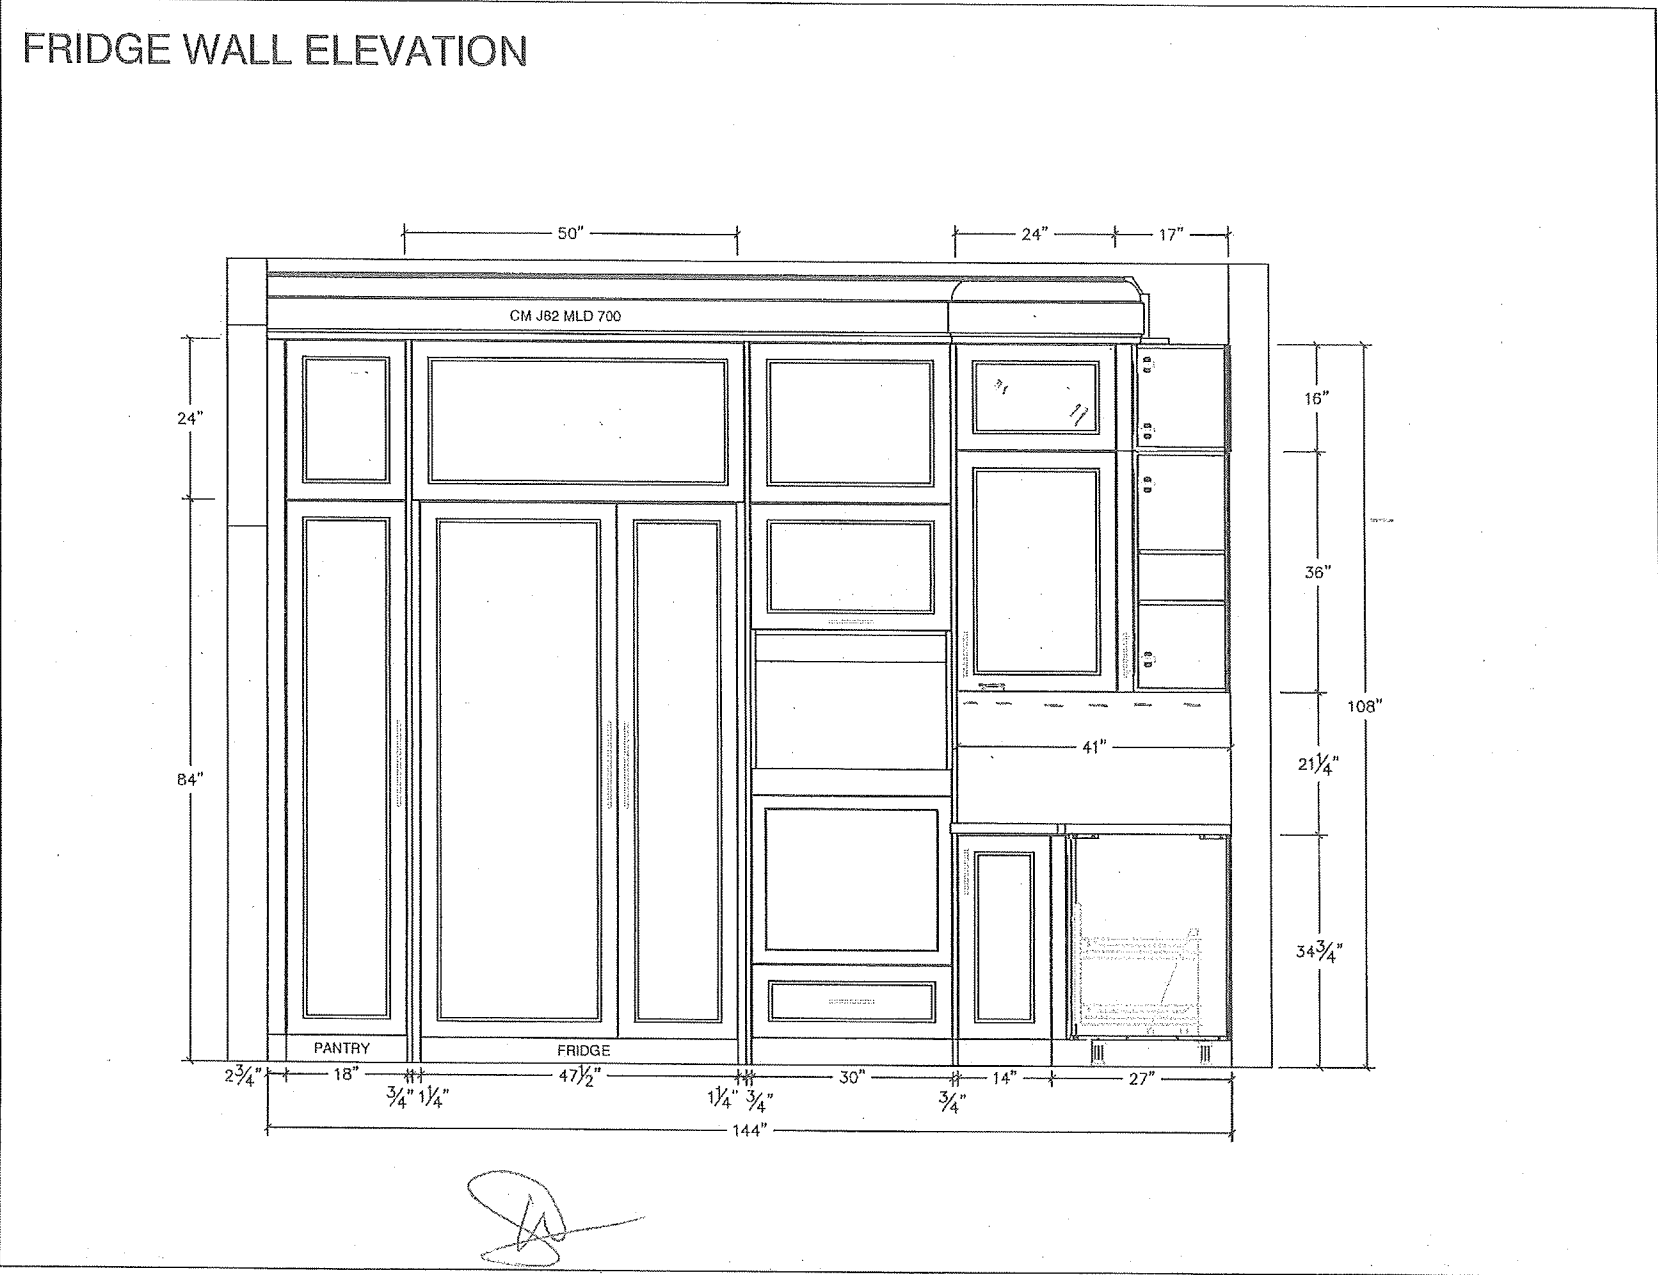 FRIDGE WALL ELEVATION
50" 24" 17"
CM J82 MLD 700
24"
16"
36"
108"
41"
21¼"
84"
34¾"
PANTRY FRIDGE
2¾" 18" 47½" 30" 14" 27"
¾" 1¼" 1¼" ¾" ¾"
144"